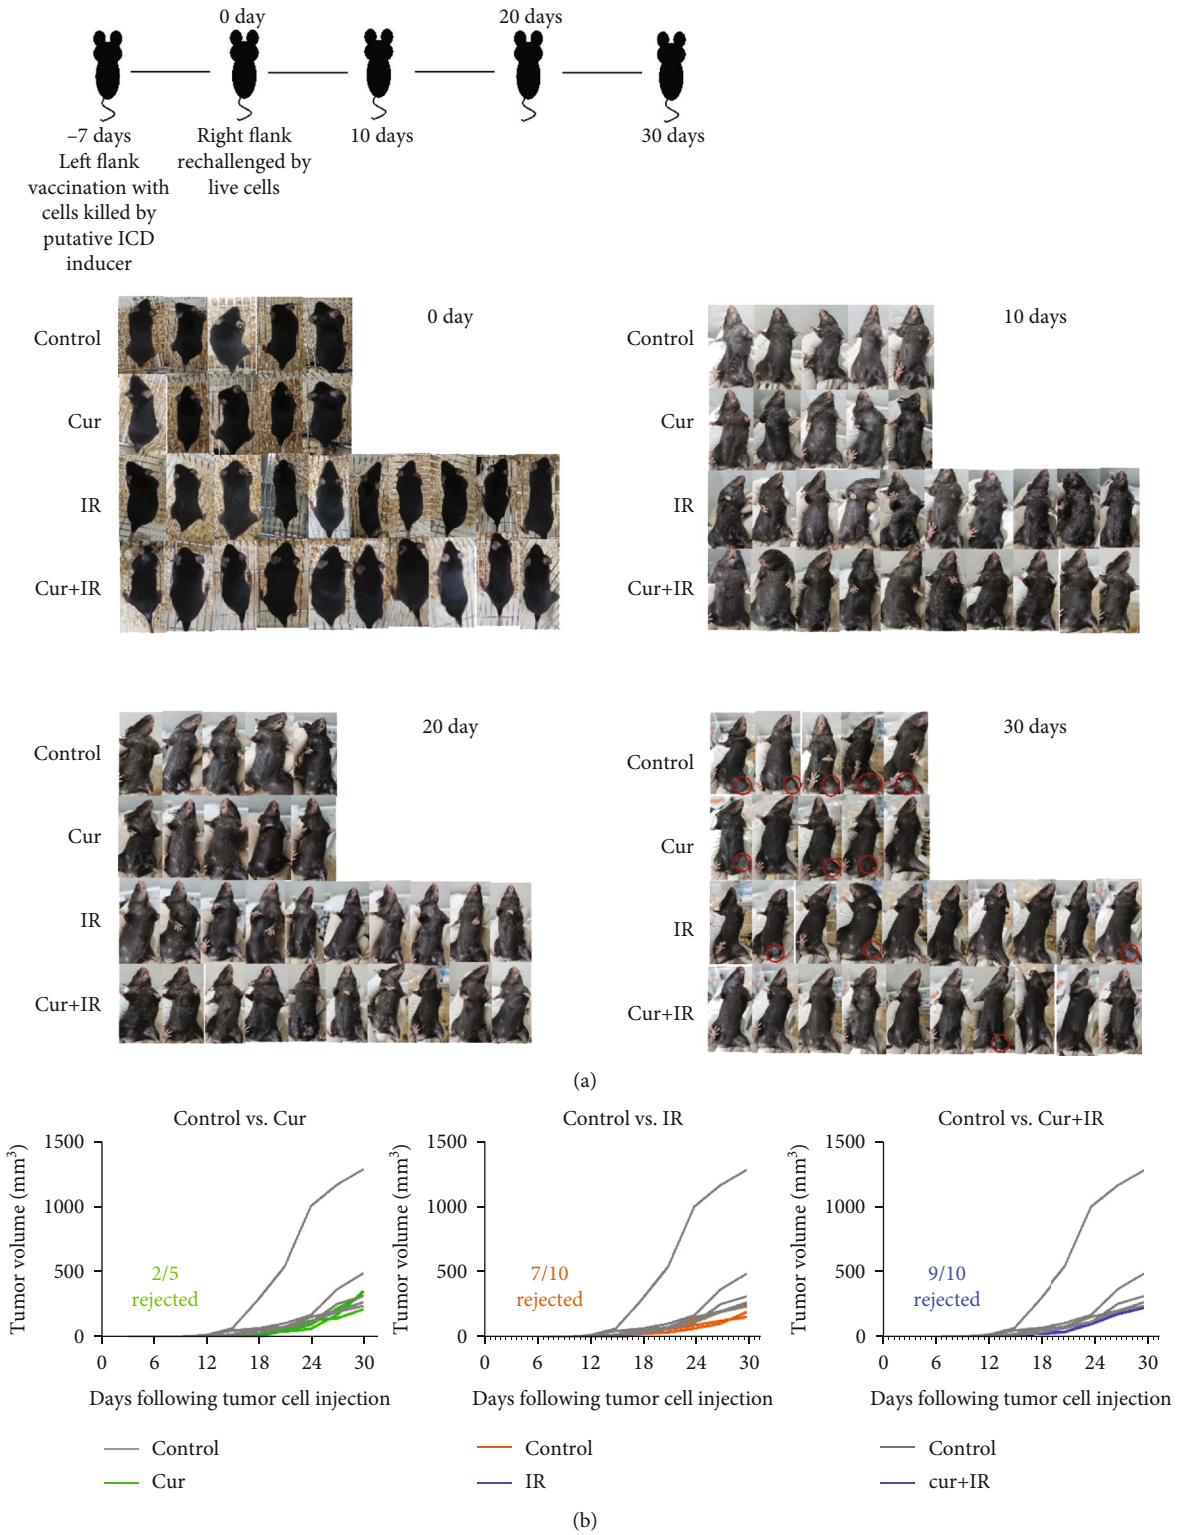 0 day
20 days
–7 days
Left flank
vaccination with
cells killed by
putative ICD
inducer
Right flank
rechallenged by
live cells
10 days
30 days
0 day
Control
Cur
IR
Cur+IR
10 days
Control
Cur
IR
Cur+IR
20 day
Control
Cur
IR
Cur+IR
30 days
Control
Cur
IR
Cur+IR
(a)
Control vs. Cur
Tumor volume (mm³)
1500
1000
500
0
2/5
rejected
0 6 12 18 24 30
Days following tumor cell injection
Control
Cur
Control vs. IR
Tumor volume (mm³)
1500
1000
500
0
7/10
rejected
0 6 12 18 24 30
Days following tumor cell injection
Control
IR
Control vs. Cur+IR
Tumor volume (mm³)
1500
1000
500
0
9/10
rejected
0 6 12 18 24 30
Days following tumor cell injection
Control
cur+IR
(b)